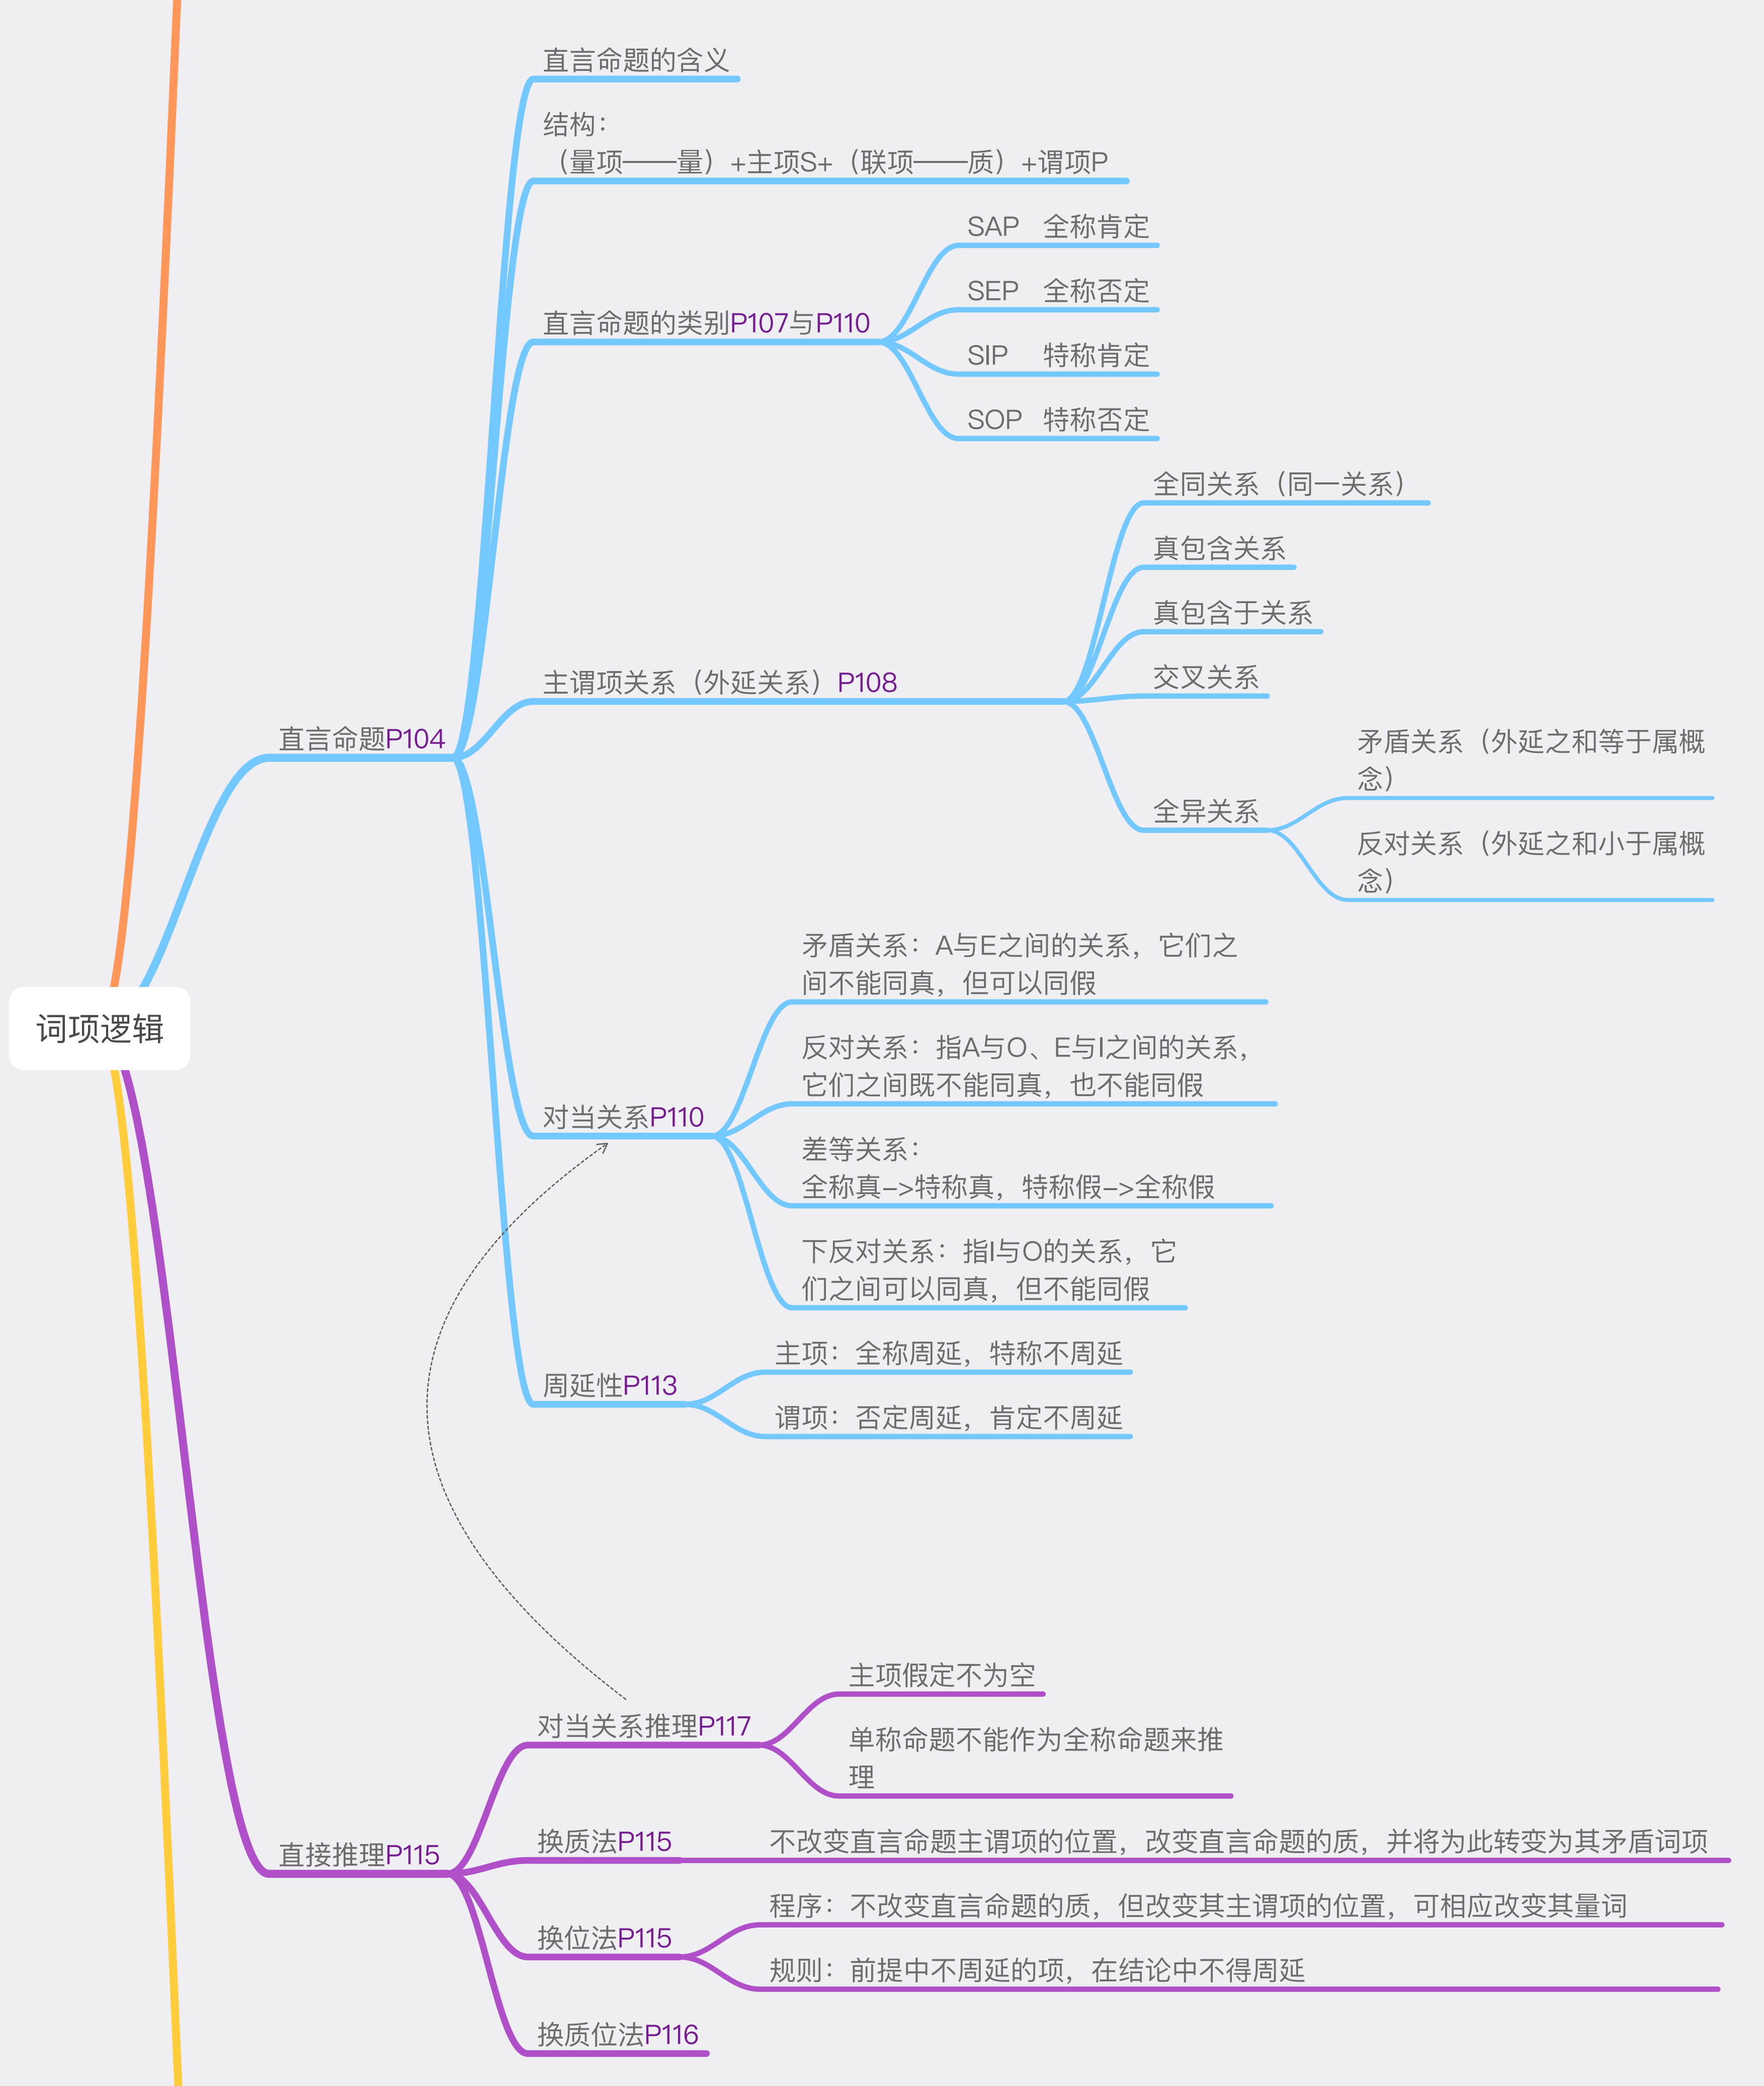 直言命题的含义
结构：
（量项——量）+主项S+（联项——质）+谓项P
SAP 全称肯定
SEP 全称否定
直言命题的类别P107与P110
SIP 特称肯定
SOP 特称否定
全同关系（同一关系）
真包含关系
真包含于关系
主谓项关系（外延关系）P108
交叉关系
直言命题P104
矛盾关系（外延之和等于属概
念）
全异关系
反对关系（外延之和小于属概
念）
矛盾关系：A与E之间的关系，它们之
间不能同真，但可以同假
词项逻辑
反对关系：指A与O、E与I之间的关系，
它们之间既不能同真，也不能同假
对当关系P110
差等关系：
全称真–>特称真，特称假–>全称假
下反对关系：指I与O的关系，它
们之间可以同真，但不能同假
主项：全称周延，特称不周延
周延性P113
谓项：否定周延，肯定不周延
主项假定不为空
对当关系推理P117
单称命题不能作为全称命题来推
理
直接推理P115
换质法P115
不改变直言命题主谓项的位置，改变直言命题的质，并将为此转变为其矛盾词项
程序：不改变直言命题的质，但改变其主谓项的位置，可相应改变其量词
换位法P115
规则：前提中不周延的项，在结论中不得周延
换质位法P116